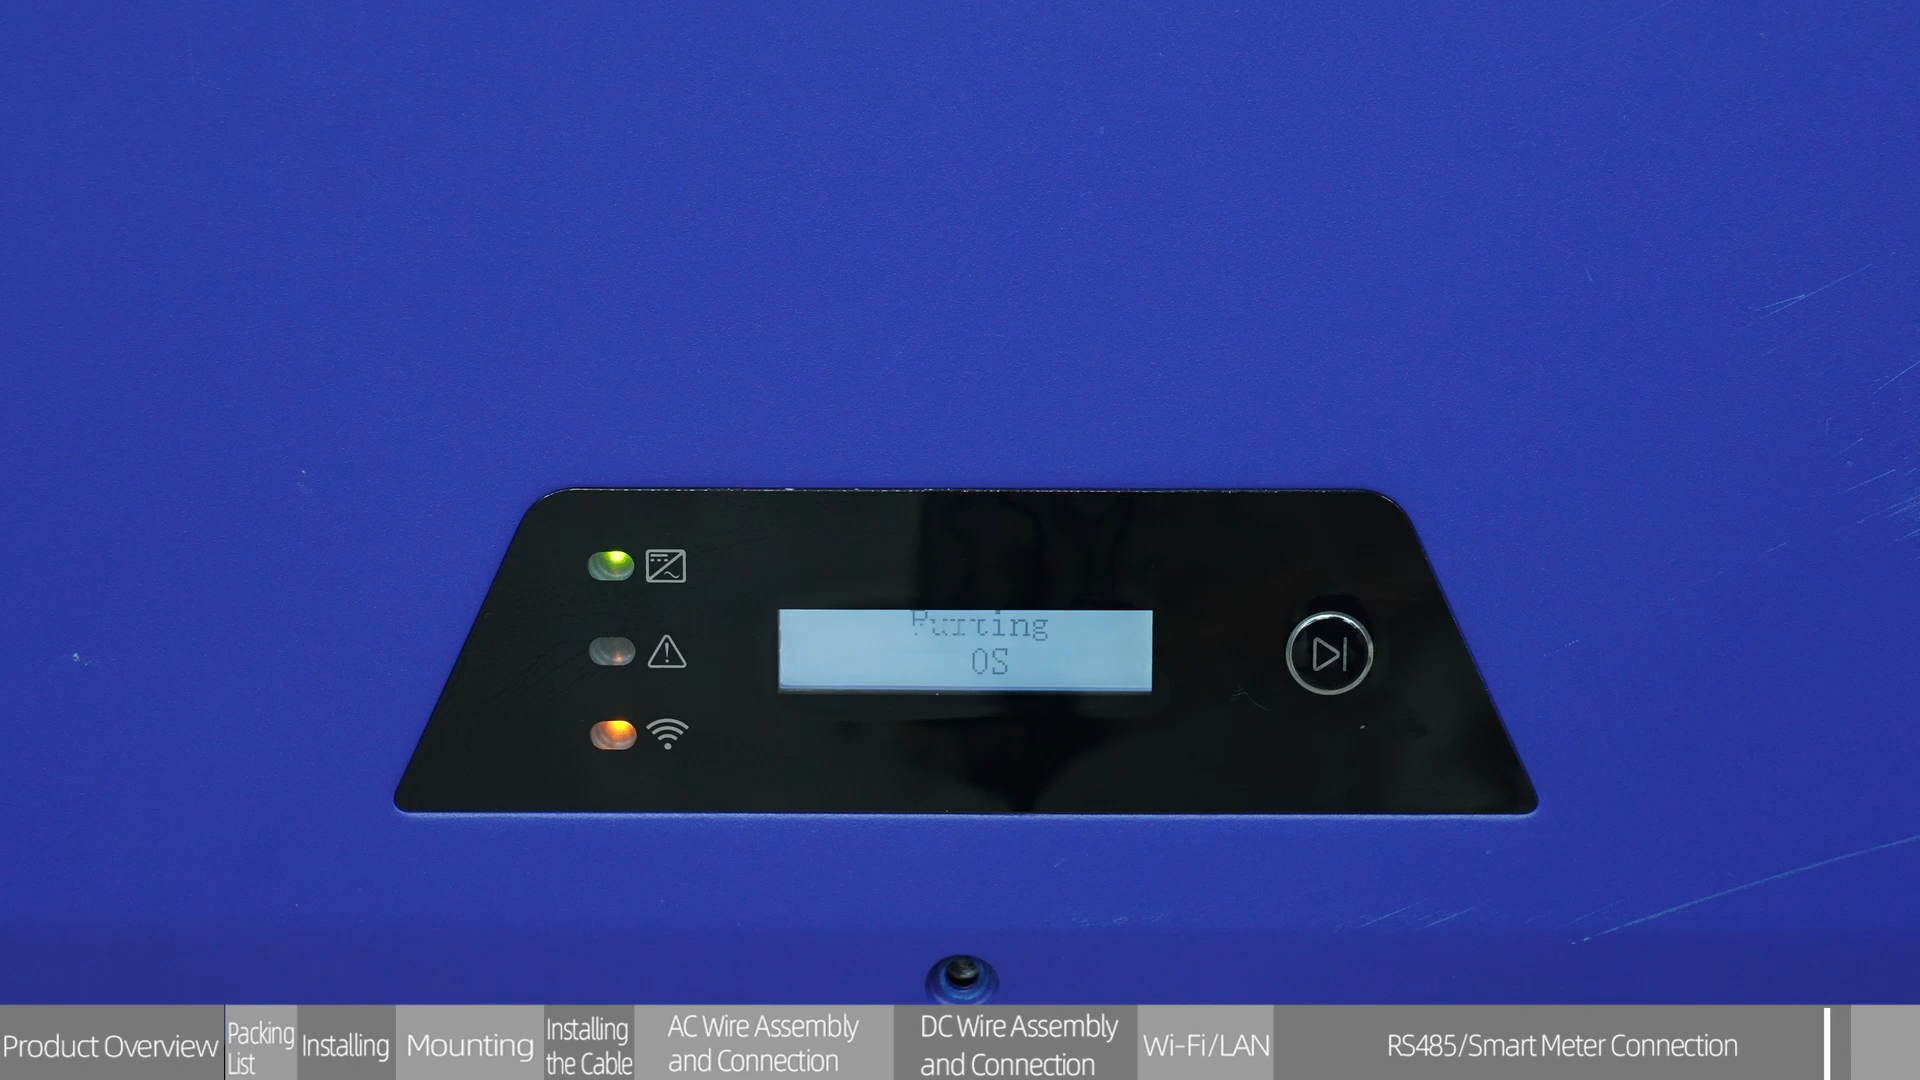 0S
Product Overview
Packing
List
Installing
Mounting
Installing
the Cable
AC Wire Assembly
and Connection
DC Wire Assembly
and Connection
Wi-Fi/LAN
RS485/Smart Meter Connection